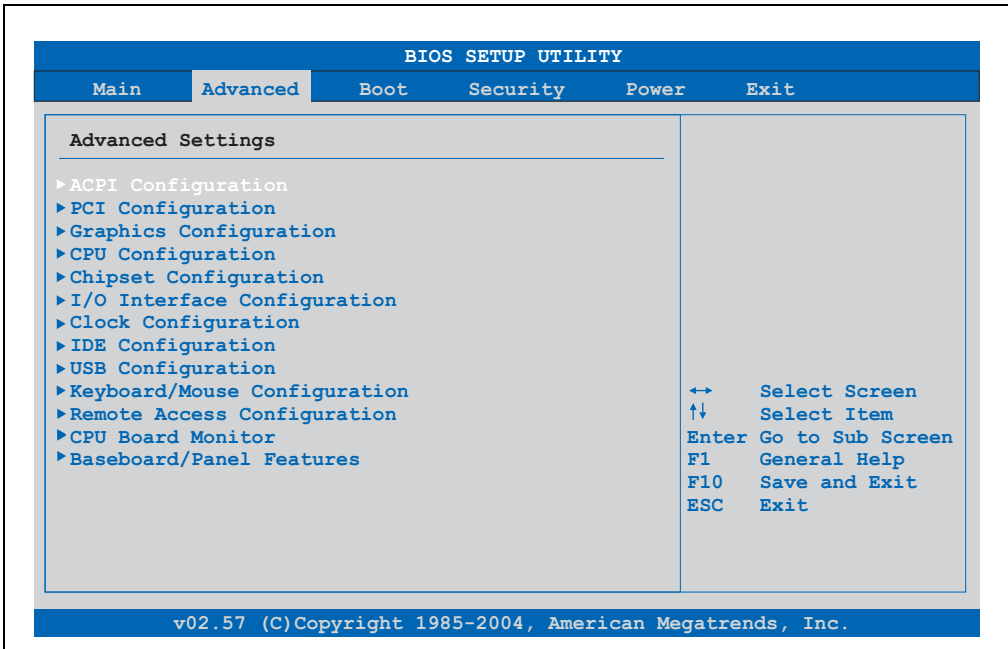 BIOS SETUP UTILITY
Main Advanced Boot Security Power Exit
Advanced Settings
ACPI Configuration
PCI Configuration
Graphics Configuration
CPU Configuration
Chipset Configuration
I/O Interface Configuration
Clock Configuration
IDE Configuration
USB Configuration
Keyboard/Mouse Configuration
Remote Access Configuration
CPU Board Monitor
Baseboard/Panel Features
↔ Select Screen
↑↓ Select Item
Enter Go to Sub Screen
F1 General Help
F10 Save and Exit
ESC Exit
v02.57 (C)Copyright 1985-2004, American Megatrends, Inc.